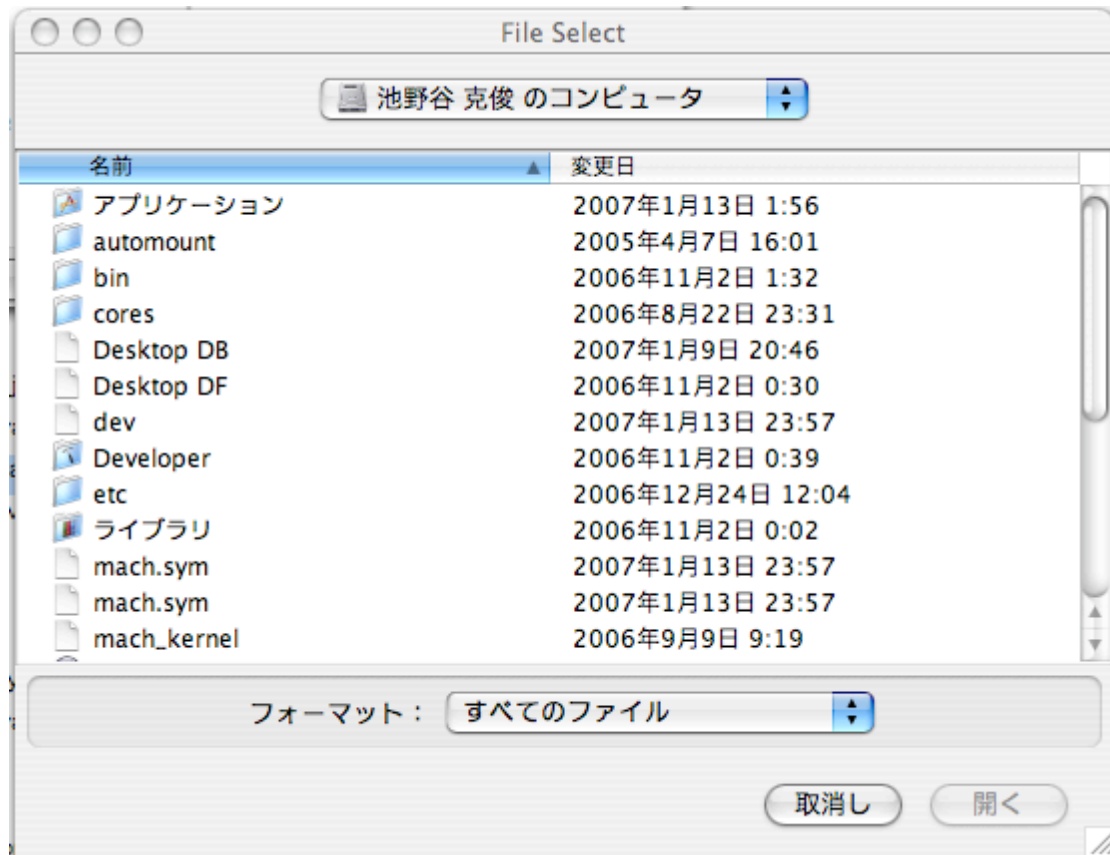 File Select
池野谷 克俊 のコンピュータ
名前 変更日
アプリケーション 2007年1月13日 1:56
automount 2005年4月7日 16:01
bin 2006年11月2日 1:32
cores 2006年8月22日 23:31
Desktop DB 2007年1月9日 20:46
Desktop DF 2006年11月2日 0:30
dev 2007年1月13日 23:57
Developer 2006年11月2日 0:39
etc 2006年12月24日 12:04
ライブラリ 2006年11月2日 0:02
mach.sym 2007年1月13日 23:57
mach.sym 2007年1月13日 23:57
mach_kernel 2006年9月9日 9:19
フォーマット： すべてのファイル
取消し 開く